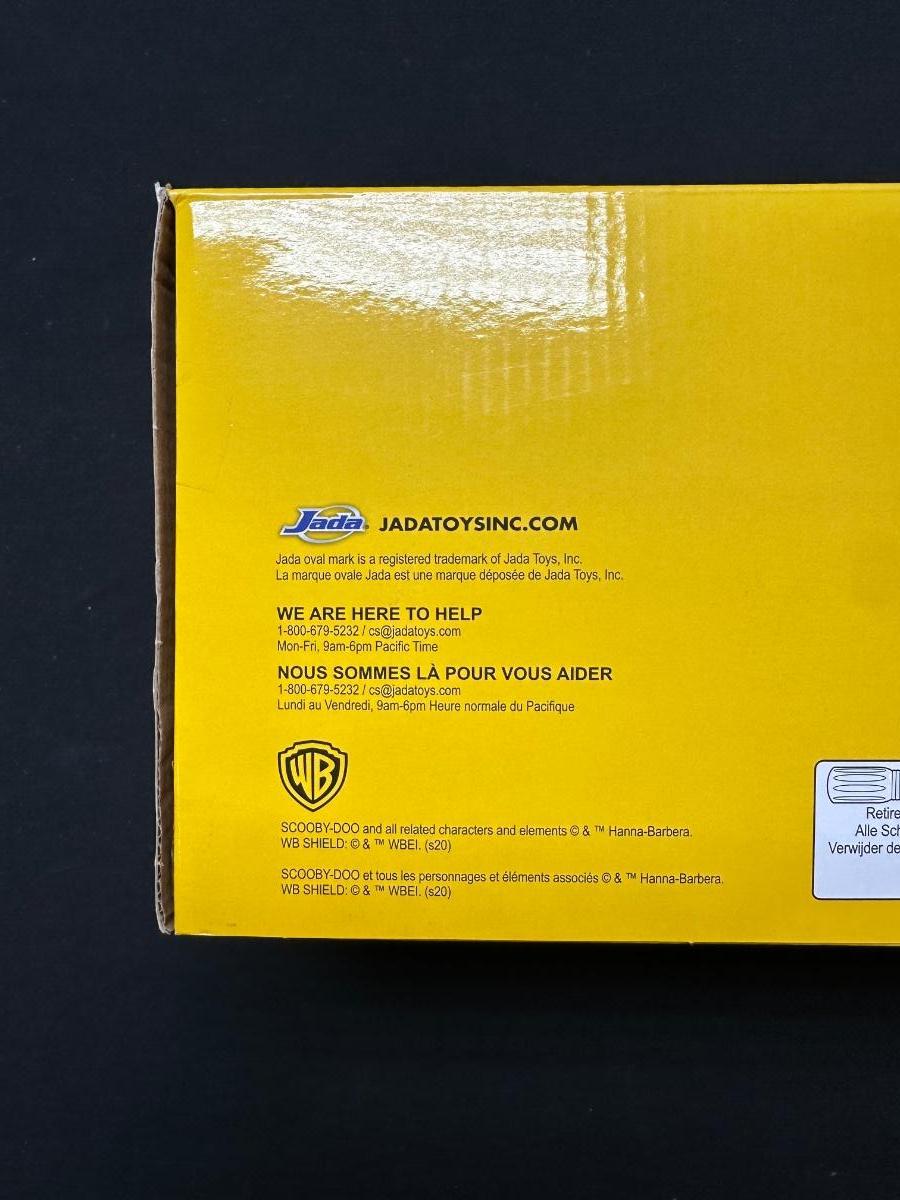 Jada JADATOYSINC.COM
Jada oval mark is a registered trademark of Jada Toys, Inc.
La marque ovale Jada est une marque déposée de Jada Toys, Inc.
WE ARE HERE TO HELP
1-800-679-5232 / cs@jadatoys.com
Mon-Fri, 9am-6pm Pacific Time
NOUS SOMMES LÀ POUR VOUS AIDER
1-800-679-5232 / cs@jadatoys.com
Lundi au Vendredi, 9am-6pm Heure normale du Pacifique
WB
SCOOBY-DOO and all related characters and elements © & ™ Hanna-Barbera.
WB SHIELD: © & ™ WBEI. (s20)
SCOOBY-DOO et tous les personnages et éléments associés © & ™ Hanna-Barbera.
WB SHIELD: © & ™ WBEI. (s20)
Retire
Alle Sch
Verwijder de